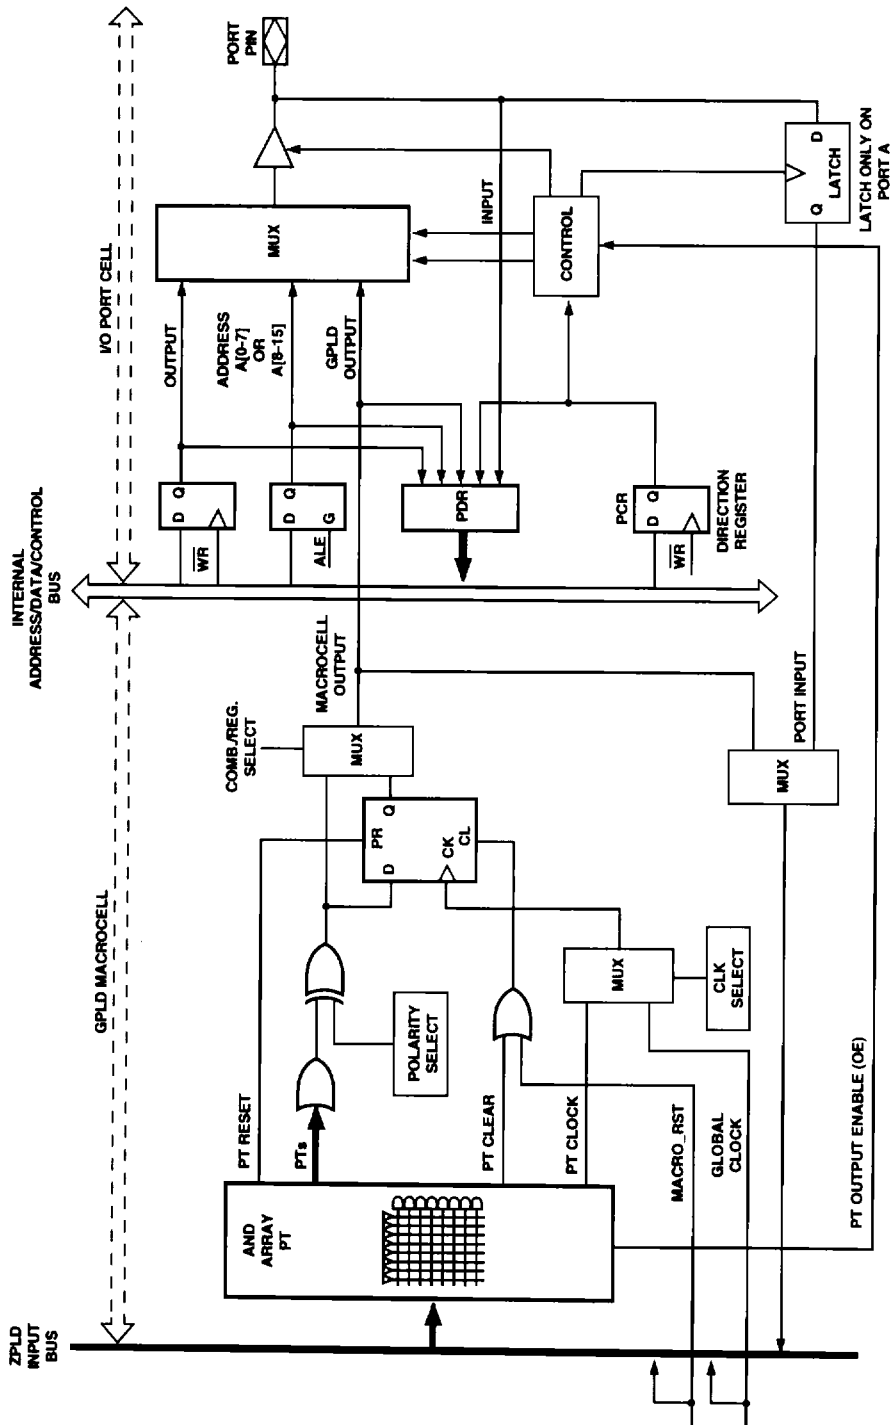 ZPLD
INPUT
BUS
GPLD MACROCELL
INTERNAL
ADDRESS/DATA/CONTROL
BUS
I/O PORT CELL
AND
ARRAY
PT
PT RESET
PTs
POLARITY
SELECT
PT CLEAR
PT CLOCK
MACRO_RST
GLOBAL
CLOCK
PT OUTPUT ENABLE (OE)
MUX
CLK
SELECT
PR
D
Q
CK
CL
COMB./REG.
SELECT
MUX
MACROCELL
OUTPUT
MUX
PORT INPUT
D Q
WR
D Q
ALE
G
PDR
PCR
D Q
WR
DIRECTION
REGISTER
OUTPUT
ADDRESS
A[0-7]
OR
A[8-15]
GPLD
OUTPUT
MUX
INPUT
CONTROL
PORT
PIN
Q D
LATCH
LATCH ONLY ON
PORT A